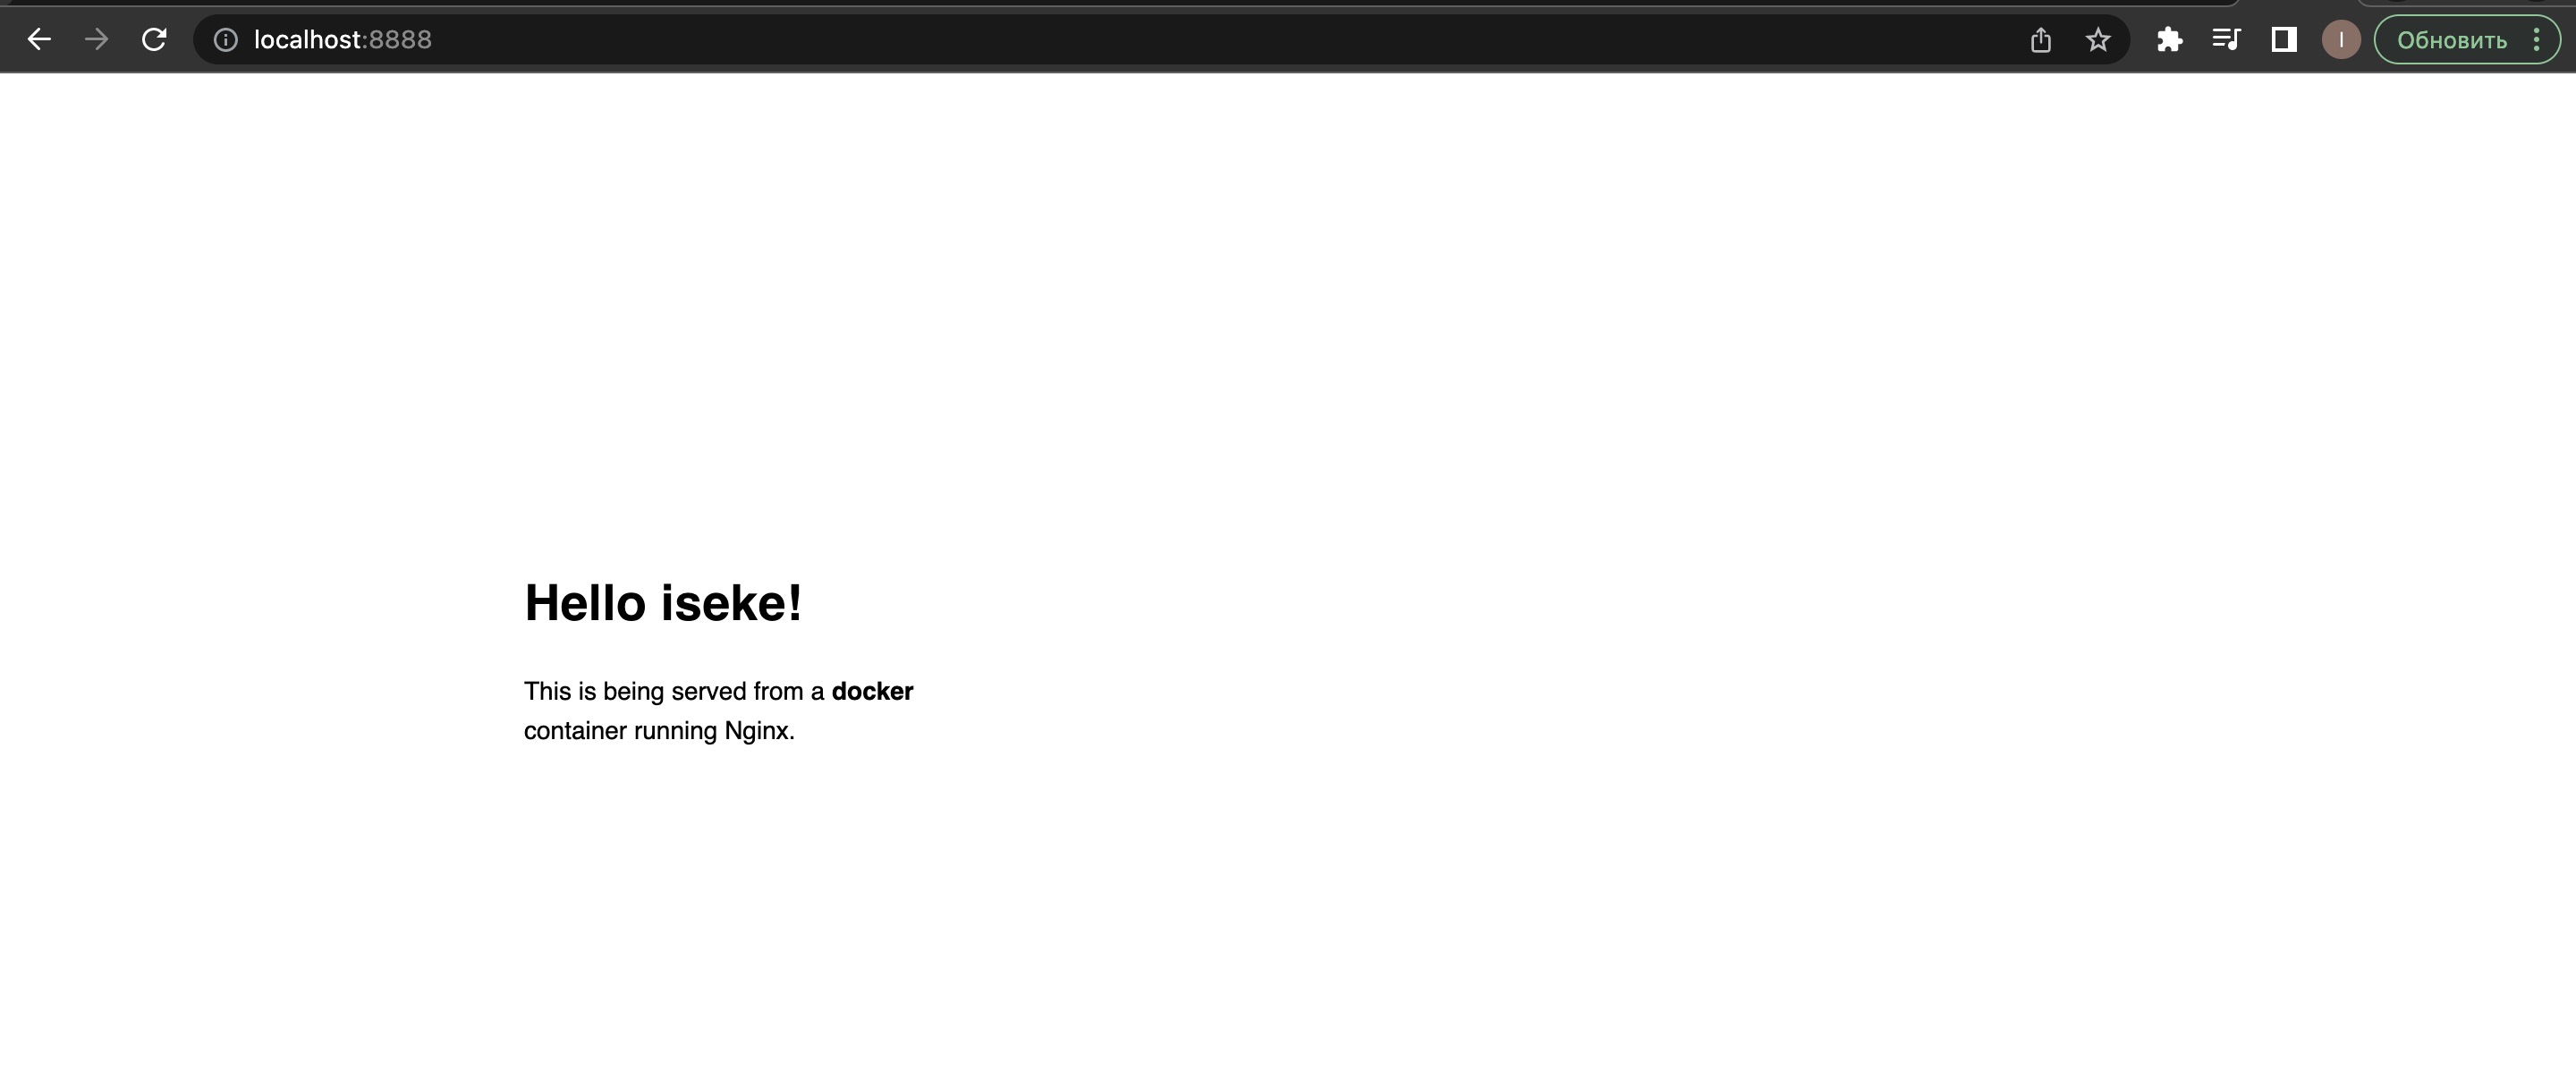 localhost:8888
I
Обновить
Hello iseke!
This is being served from a docker
container running Nginx.